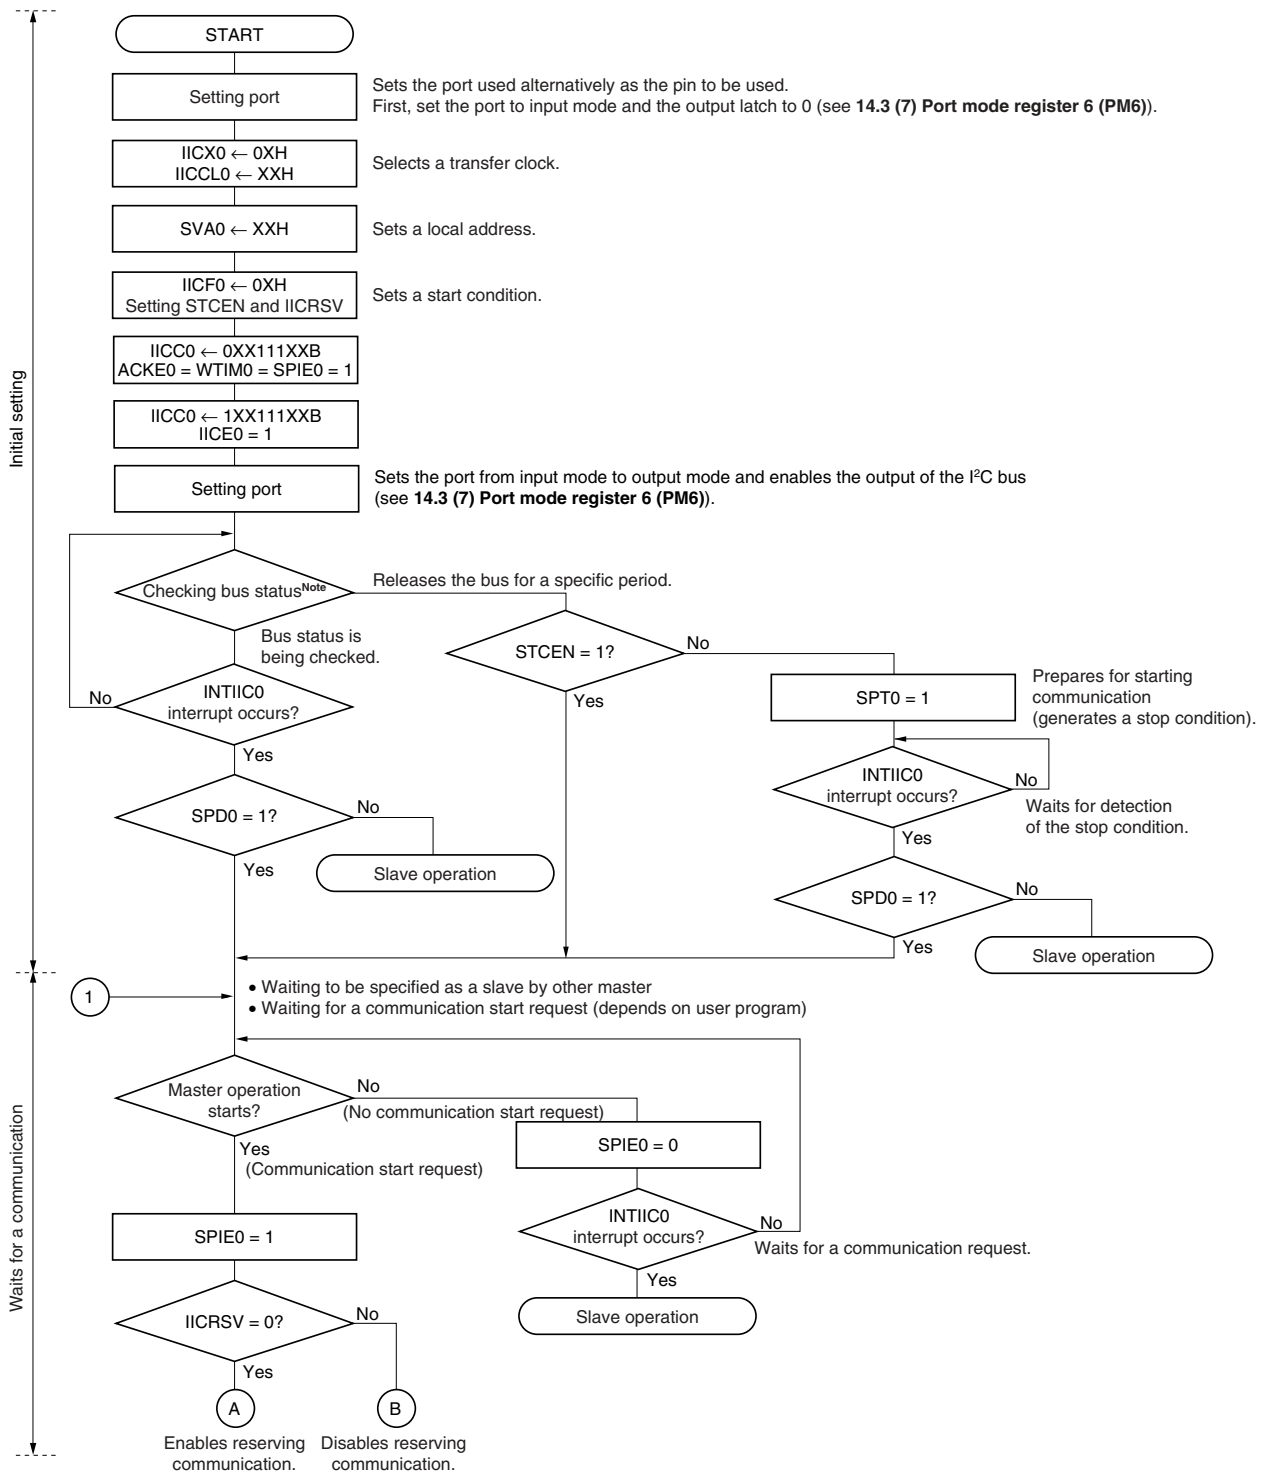 START
Setting port
Sets the port used alternatively as the pin to be used.
First, set the port to input mode and the output latch to 0 (see 14.3 (7) Port mode register 6 (PM6)).
IICX0 ← 0XH
IICCL0 ← XXH
Selects a transfer clock.
SVA0 ← XXH
Sets a local address.
IICF0 ← 0XH
Setting STCEN and IICRSV
Sets a start condition.
IICC0 ← 0XX111XXB
ACKE0 = WTIM0 = SPIE0 = 1
IICC0 ← 1XX111XXB
IICE0 = 1
Initial setting
Setting port
Sets the port from input mode to output mode and enables the output of the I²C bus
(see 14.3 (7) Port mode register 6 (PM6)).
Checking bus statusNote
Releases the bus for a specific period.
Bus status is
being checked.
STCEN = 1?
No
Yes
SPT0 = 1
Prepares for starting
communication
(generates a stop condition).
No
INTIIC0
interrupt occurs?
Yes
INTIIC0
interrupt occurs?
No
Waits for detection
of the stop condition.
Yes
SPD0 = 1?
No
Yes
Slave operation
SPD0 = 1?
No
Yes
Slave operation
1
• Waiting to be specified as a slave by other master
• Waiting for a communication start request (depends on user program)
Waits for a communication
Master operation
starts?
No
(No communication start request)
Yes
(Communication start request)
SPIE0 = 0
INTIIC0
interrupt occurs?
No
Waits for a communication request.
Yes
Slave operation
SPIE0 = 1
IICRSV = 0?
No
Yes
A
B
Enables reserving
communication.
Disables reserving
communication.